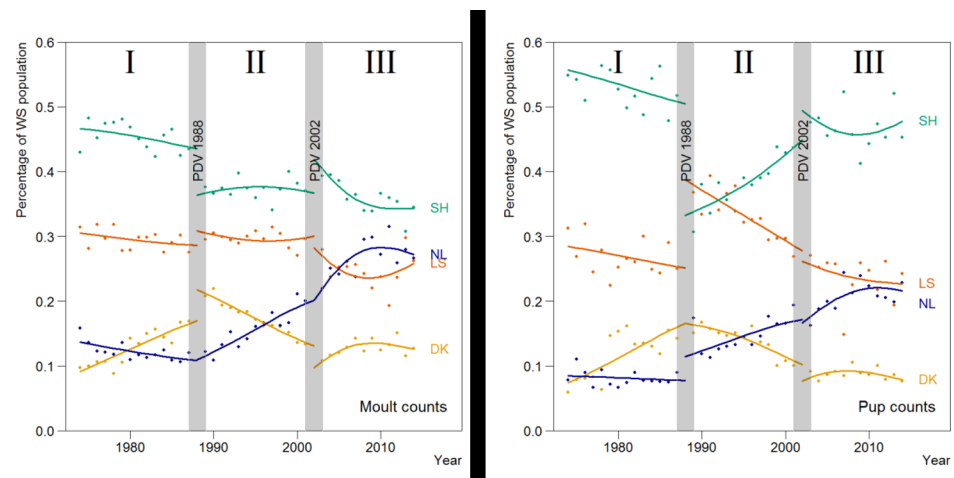 I II III
Percentage of WS population
0.6
0.5
0.4
0.3
0.2
0.1
0.0
PDV 1988
PDV 2002
SH
NL
LS
DK
Moult counts
1980 1990 2000 2010
Year
I II III
Percentage of WS population
0.6
0.5
0.4
0.3
0.2
0.1
0.0
PDV 1988
PDV 2002
SH
LS
NL
DK
Pup counts
1980 1990 2000 2010
Year